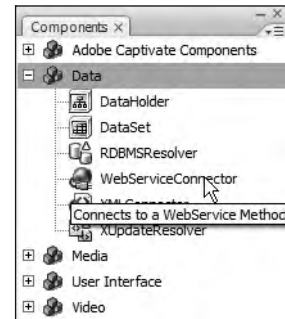 Components ×
Adobe Captivate Components
Data
DataHolder
DataSet
RDBMSResolver
WebServiceConnector
Connects to a WebService Method
XUpdateResolver
Media
User Interface
Video